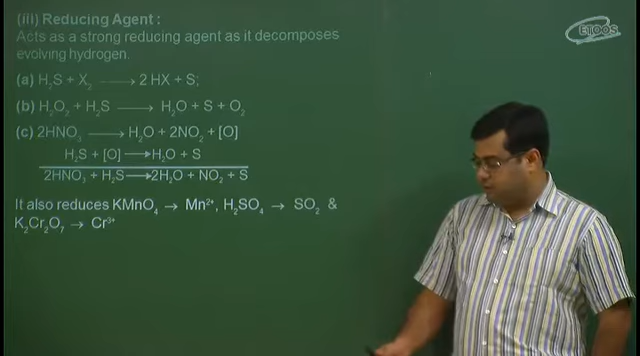 (iii) Reducing Agent :
Acts as a strong reducing agent as it decomposes
evolving hydrogen.
(a) H₂S + X₂ ⟶ 2 HX + S;
(b) H₂O₂ + H₂S ⟶ H₂O + S + O₂
(c) 2HNO₃ ⟶ H₂O + 2NO₂ + [O]
H₂S + [O] ⟶ H₂O + S
2HNO₃ + H₂S ⟶ 2H₂O + NO₂ + S
It also reduces KMnO₄ → Mn²⁺, H₂SO₄ → SO₂ &
K₂Cr₂O₇ → Cr³⁺
ETOOS